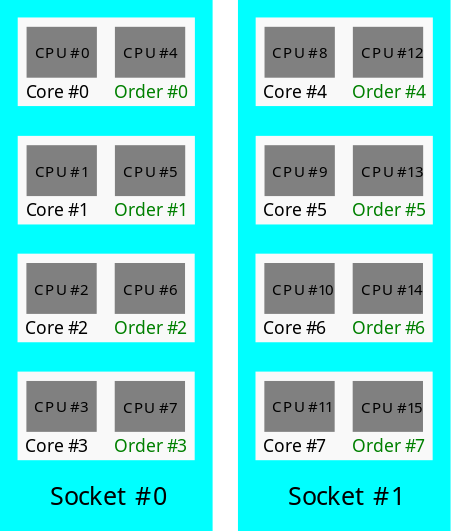 CPU #0 CPU #4
Core #0 Order #0
CPU #1 CPU #5
Core #1 Order #1
CPU #2 CPU #6
Core #2 Order #2
CPU #3 CPU #7
Core #3 Order #3
Socket #0
CPU #8 CPU #12
Core #4 Order #4
CPU #9 CPU #13
Core #5 Order #5
CPU #10 CPU #14
Core #6 Order #6
CPU #11 CPU #15
Core #7 Order #7
Socket #1